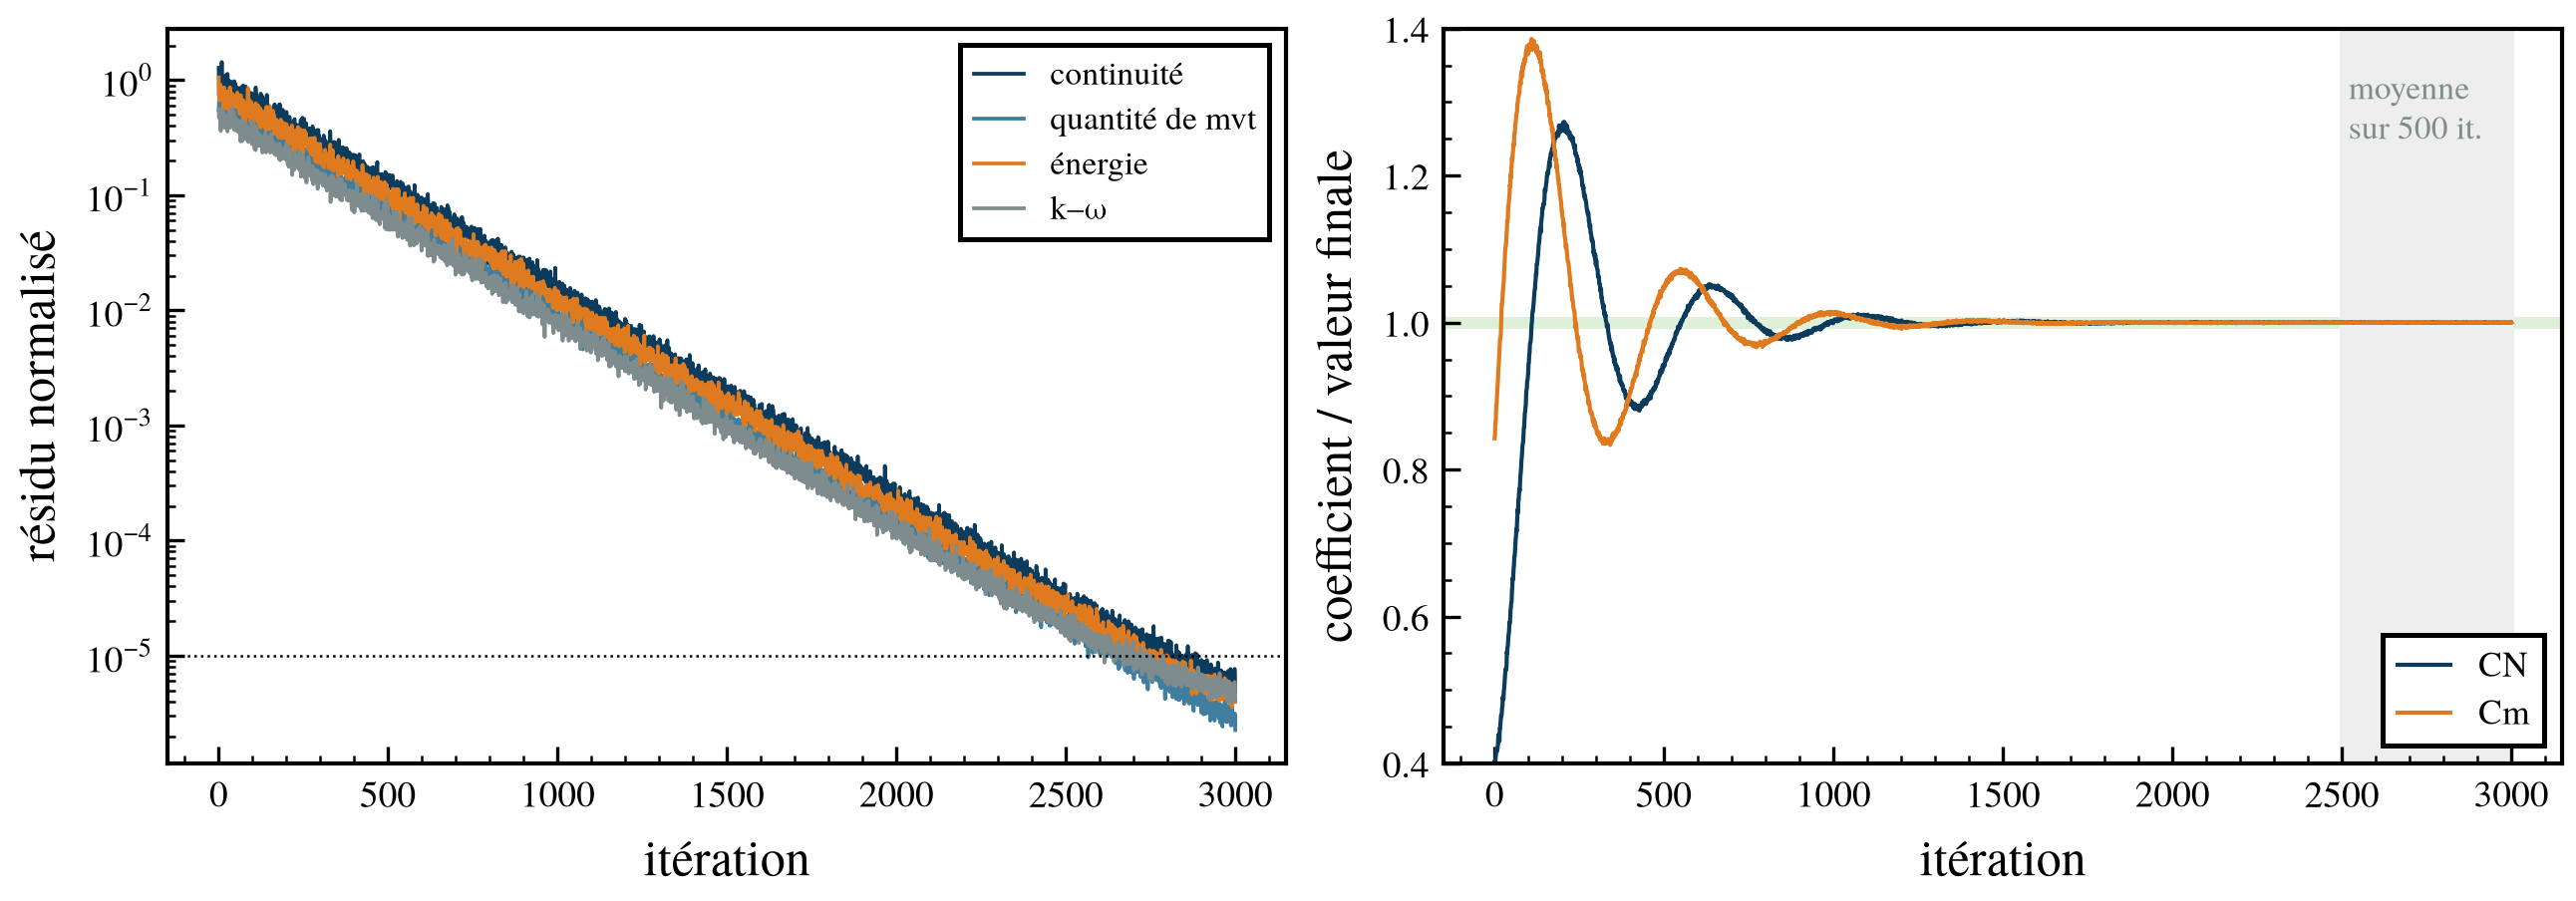 résidu normalisé
10⁰
10⁻¹
10⁻²
10⁻³
10⁻⁴
10⁻⁵
continuité
quantité de mvt
énergie
k–ω
0 500 1000 1500 2000 2500 3000
itération
coefficient / valeur finale
1.4
1.2
1.0
0.8
0.6
0.4
moyenne
sur 500 it.
CN
Cm
0 500 1000 1500 2000 2500 3000
itération